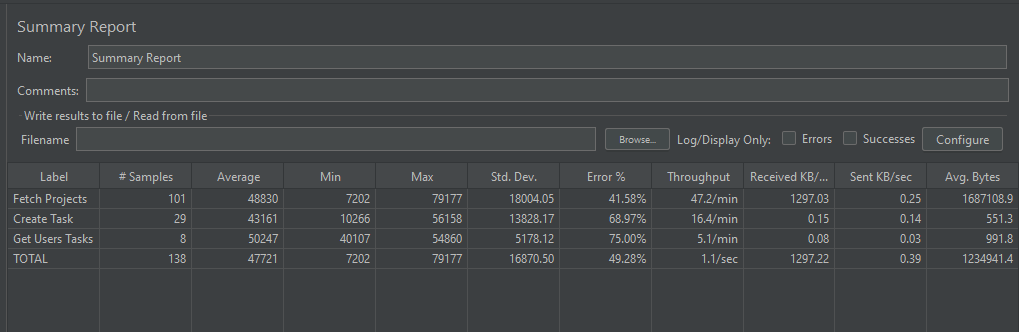 Summary Report
Name: Summary Report
Comments:
Write results to file / Read from file
Filename Browse... Log/Display Only: Errors Successes Configure
Label # Samples Average Min Max Std. Dev. Error % Throughput Received KB/... Sent KB/sec Avg. Bytes
Fetch Projects 101 48830 7202 79177 18004.05 41.58% 47.2/min 1297.03 0.25 1687108.9
Create Task 29 43161 10266 56158 13828.17 68.97% 16.4/min 0.15 0.14 551.3
Get Users Tasks 8 50247 40107 54860 5178.12 75.00% 5.1/min 0.08 0.03 991.8
TOTAL 138 47721 7202 79177 16870.50 49.28% 1.1/sec 1297.22 0.39 1234941.4